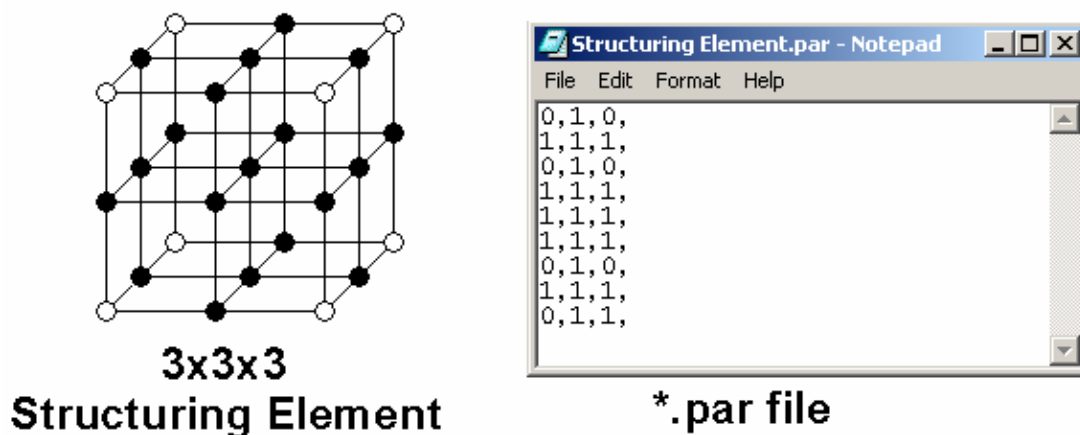 Structuring Element.par - Notepad
File Edit Format Help
0,1,0,
1,1,1,
0,1,0,
1,1,1,
1,1,1,
1,1,1,
0,1,0,
1,1,1,
0,1,1,
3x3x3
Structuring Element
*.par file